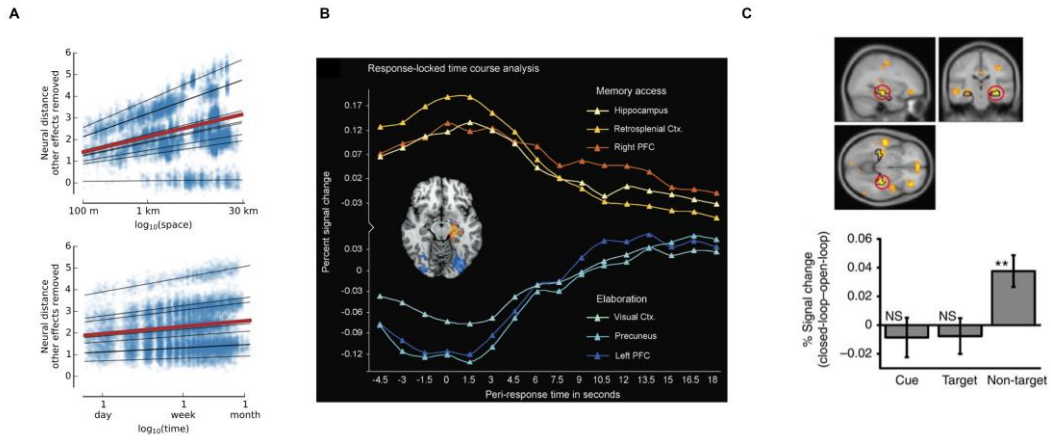 A
Neural distance
other effects removed
6
5
4
3
2
1
0
100 m
1 km
30 km
log10(space)
Neural distance
other effects removed
6
5
4
3
2
1
0
1
day
1
week
1
month
log10(time)
B
Response-locked time course analysis
Percent signal change
0.17
0.12
0.07
0.02
-0.03
0.03
0
-0.03
-0.06
-0.09
-0.12
Memory access
Hippocampus
Retrosplenial Ctx.
Right PFC
Elaboration
Visual Ctx.
Precuneus
Left PFC
-4.5 -3 -1.5 0 1.5 3 4.5 6 7.5 9 10.5 12 13.5 15 16.5 18
Peri-response time in seconds
C
% Signal change
(closed-loop–open-loop)
0.06
0.04
0.02
0
−0.02
NS
NS
**
Cue
Target
Non-target